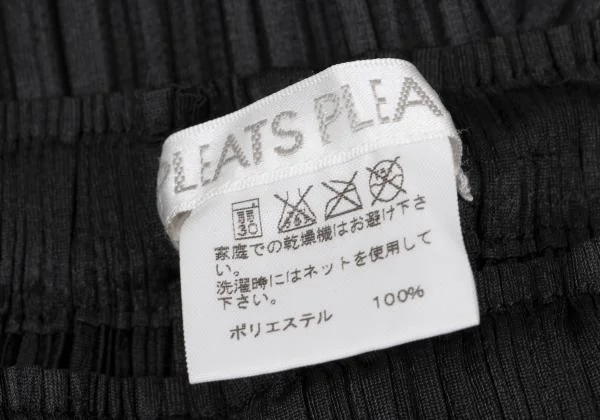 PLEATS PLEA
30
家庭での乾燥機はお避け下さ
い。
洗濯時にはネットを使用して
下さい。
ポリエステル 100%